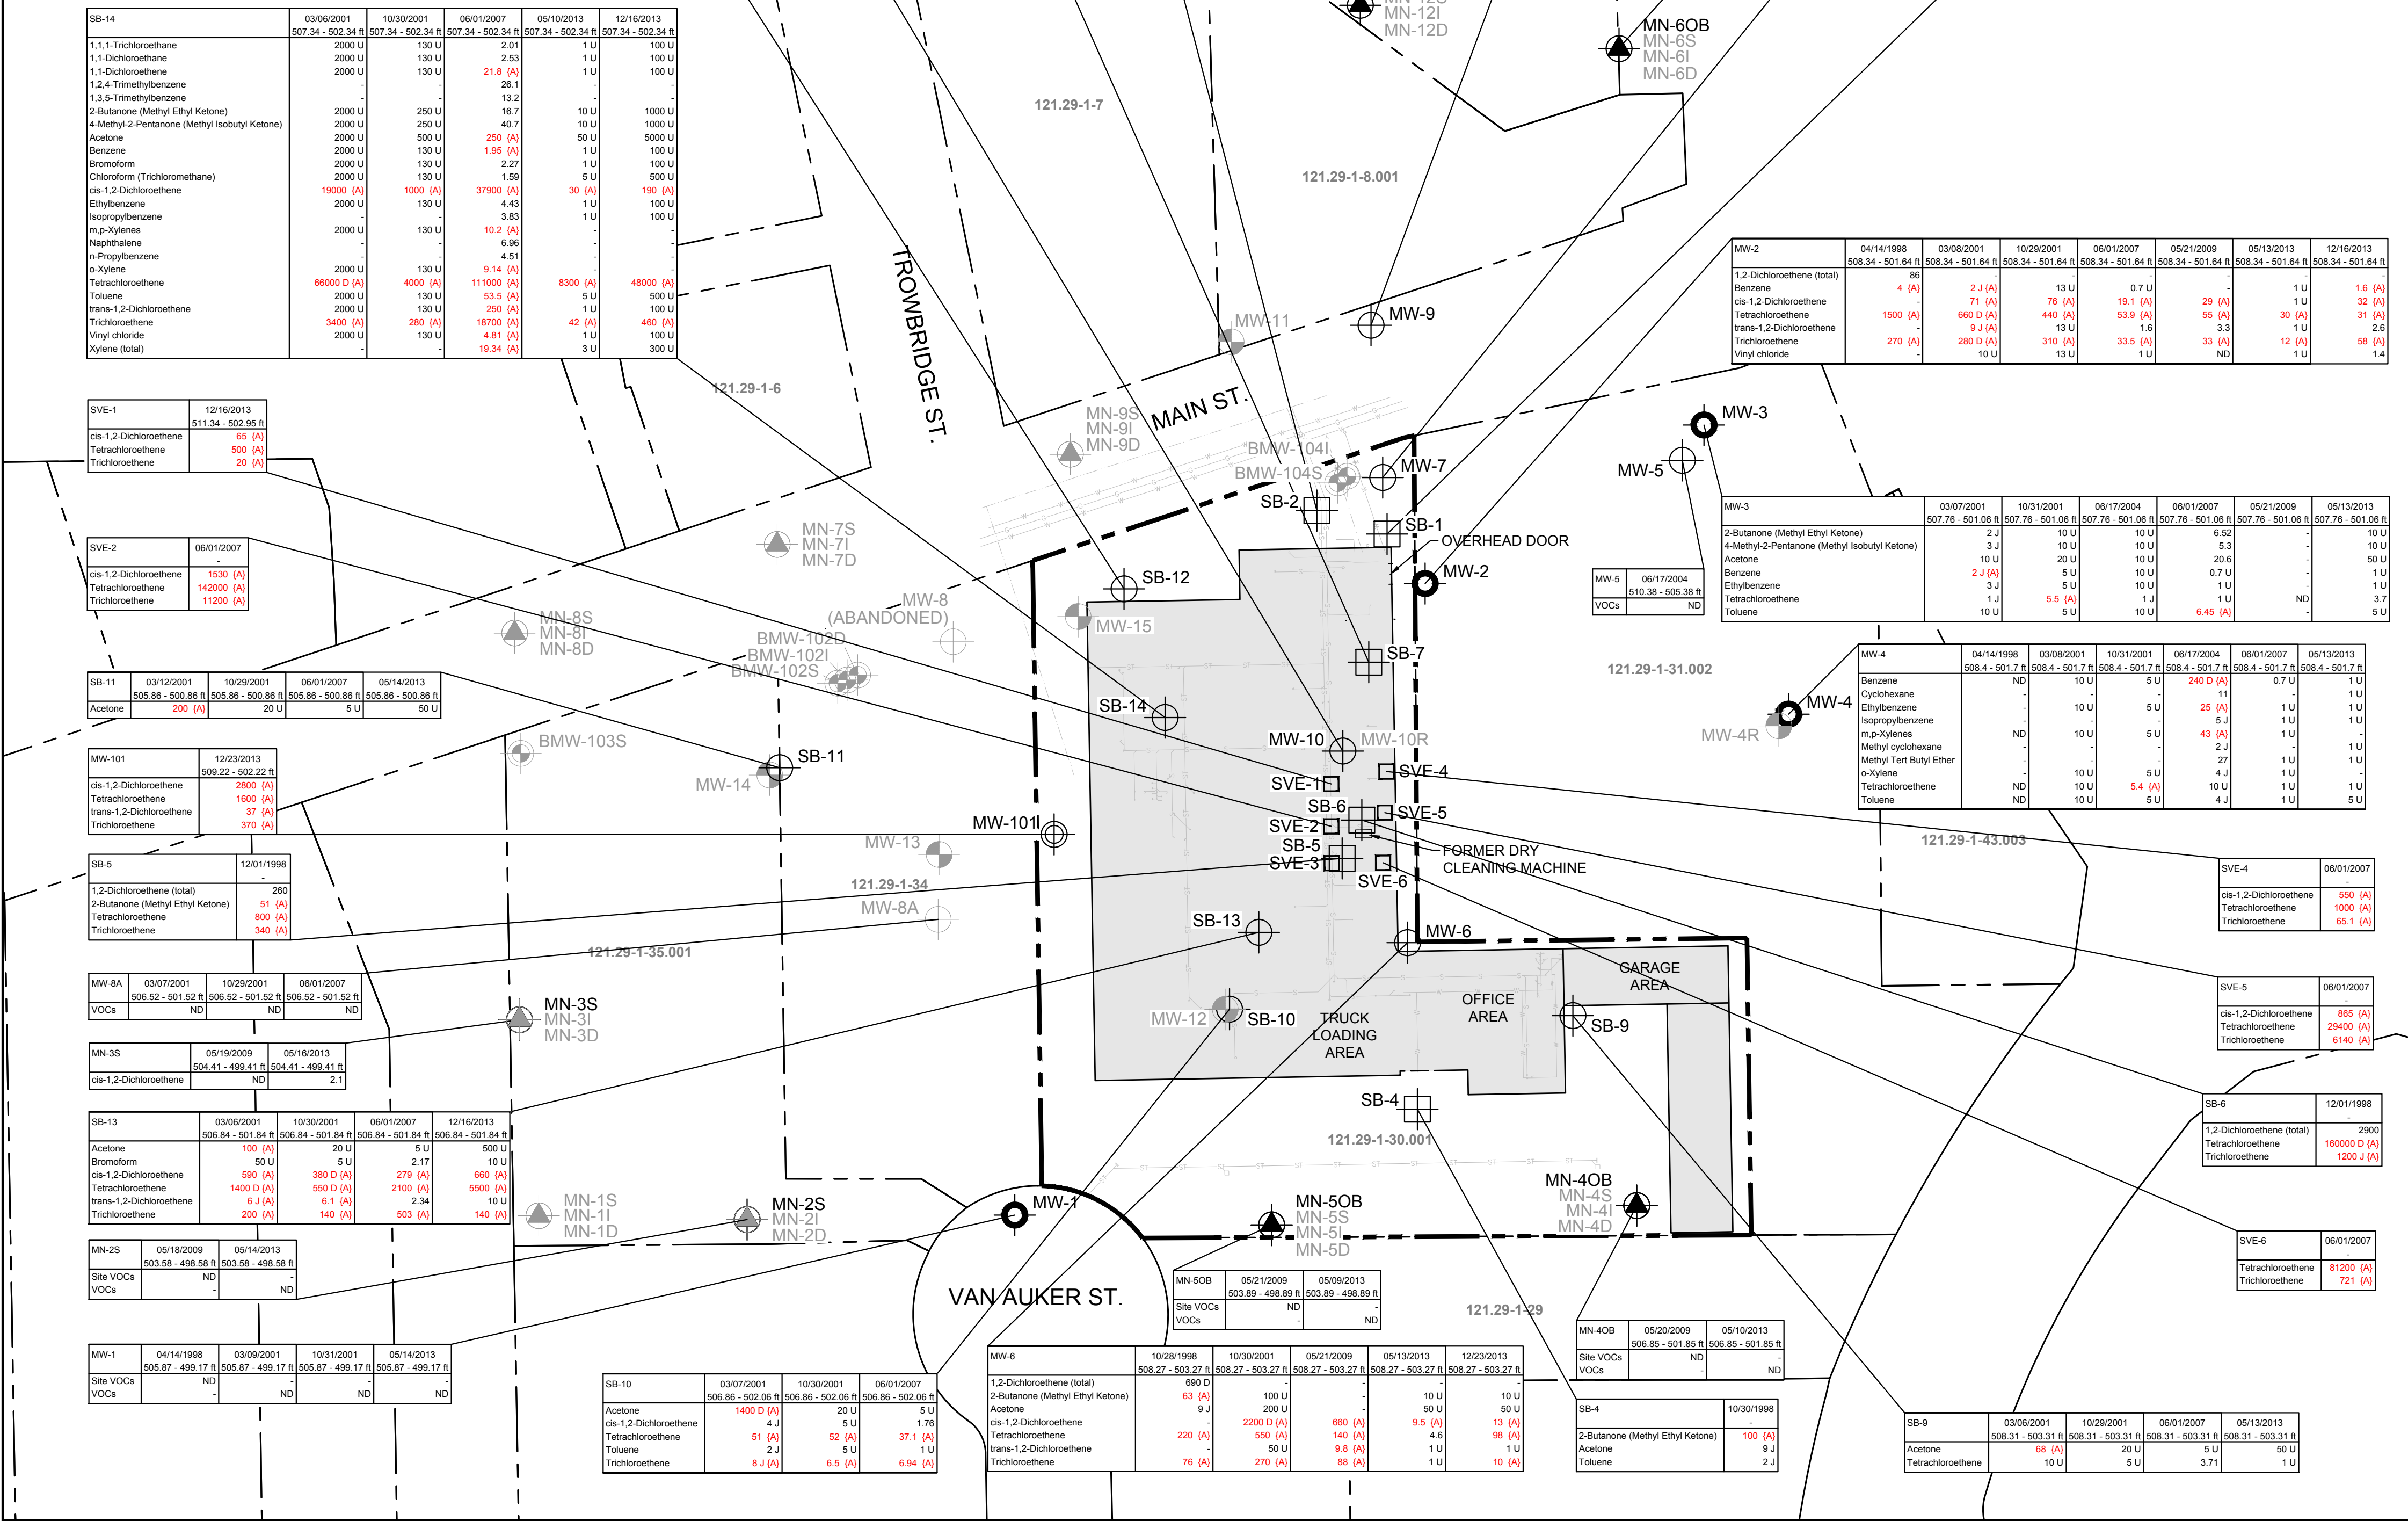 SB-14 03/06/2001 10/30/2001 06/01/2007 05/10/2013 12/16/2013
507.34 - 502.34 ft 507.34 - 502.34 ft 507.34 - 502.34 ft 507.34 - 502.34 ft 507.34 - 502.34 ft
1,1,1-Trichloroethane 2000 U 130 U 2.01 1 U 100 U
1,1-Dichloroethane 2000 U 130 U 2.53 1 U 100 U
1,1-Dichloroethene 2000 U 130 U 21.8 {A} 1 U 100 U
1,2,4-Trimethylbenzene - - 26.1 - -
1,3,5-Trimethylbenzene - - 13.2 - -
2-Butanone (Methyl Ethyl Ketone) 2000 U 250 U 16.7 10 U 1000 U
4-Methyl-2-Pentanone (Methyl Isobutyl Ketone) 2000 U 250 U 40.7 10 U 1000 U
Acetone 2000 U 500 U 250 {A} 50 U 5000 U
Benzene 2000 U 130 U 1.95 {A} 1 U 100 U
Bromoform 2000 U 130 U 2.27 1 U 100 U
Chloroform (Trichloromethane) 2000 U 130 U 1.59 5 U 500 U
cis-1,2-Dichloroethene 19000 {A} 1000 {A} 37900 {A} 30 {A} 190 {A}
Ethylbenzene 2000 U 130 U 4.43 1 U 100 U
Isopropylbenzene - - 3.83 1 U 100 U
m,p-Xylenes 2000 U 130 U 10.2 {A} - -
Naphthalene - - 6.96 - -
n-Propylbenzene - - 4.51 - -
o-Xylene 2000 U 130 U 9.14 {A} - -
Tetrachloroethene 66000 D {A} 4000 {A} 111000 {A} 8300 {A} 48000 {A}
Toluene 2000 U 130 U 53.5 {A} 5 U 500 U
trans-1,2-Dichloroethene 2000 U 130 U 250 {A} 1 U 100 U
Trichloroethene 3400 {A} 280 {A} 18700 {A} 42 {A} 460 {A}
Vinyl chloride 2000 U 130 U 4.81 {A} 1 U 100 U
Xylene (total) - - 19.34 {A} 3 U 300 U
MN-12S
MN-12I
MN-12D
MN-6OB
MN-6S
MN-6I
MN-6D
121.29-1-7
121.29-1-8.001
TROWBRIDGE ST.
MW-2 04/14/1998 03/08/2001 10/29/2001 06/01/2007 05/21/2009 05/13/2013 12/16/2013
508.34 - 501.64 ft 508.34 - 501.64 ft 508.34 - 501.64 ft 508.34 - 501.64 ft 508.34 - 501.64 ft 508.34 - 501.64 ft 508.34 - 501.64 ft
1,2-Dichloroethene (total) 86 - - - - - -
Benzene 4 {A} 2 J {A} 13 U 0.7 U - 1 U 1.6 {A}
cis-1,2-Dichloroethene - 71 {A} 76 {A} 19.1 {A} 29 {A} 1 U 32 {A}
Tetrachloroethene 1500 {A} 660 D {A} 440 {A} 53.9 {A} 55 {A} 30 {A} 31 {A}
trans-1,2-Dichloroethene - 9 J {A} 13 U 1.6 3.3 1 U 2.6
Trichloroethene 270 {A} 280 D {A} 310 {A} 33.5 {A} 33 {A} 12 {A} 58 {A}
Vinyl chloride - 10 U 13 U 1 U ND 1 U 1.4
MW-11
MW-9
121.29-1-6
MAIN ST.
MN-9S
MN-9I
MN-9D
SVE-1 12/16/2013
511.34 - 502.95 ft
cis-1,2-Dichloroethene 65 {A}
Tetrachloroethene 500 {A}
Trichloroethene 20 {A}
BMW-104I
BMW-104S
MW-7
MW-3
MW-5
SB-2
SB-1
OVERHEAD DOOR
MW-2
MN-7S
MN-7I
MN-7D
SVE-2 06/01/2007
-
cis-1,2-Dichloroethene 1530 {A}
Tetrachloroethene 142000 {A}
Trichloroethene 11200 {A}
MW-3 03/07/2001 10/31/2001 06/17/2004 06/01/2007 05/21/2009 05/13/2013
507.76 - 501.06 ft 507.76 - 501.06 ft 507.76 - 501.06 ft 507.76 - 501.06 ft 507.76 - 501.06 ft 507.76 - 501.06 ft
2-Butanone (Methyl Ethyl Ketone) 2 J 10 U 10 U 6.52 - 10 U
4-Methyl-2-Pentanone (Methyl Isobutyl Ketone) 3 J 10 U 10 U 5.3 - 10 U
Acetone 10 U 20 U 10 U 20.6 - 50 U
Benzene 2 J {A} 5 U 10 U 0.7 U - 1 U
Ethylbenzene 3 J 5 U 10 U 1 U - 1 U
Tetrachloroethene 1 J 5.5 {A} 1 J 1 U ND 3.7
Toluene 10 U 5 U 10 U 6.45 {A} - 5 U
MW-5 06/17/2004
510.38 - 505.38 ft
VOCs ND
SB-12
MW-8
(ABANDONED)
MW-15
MN-8S
MN-8I
MN-8D
BMW-102D
BMW-102I
BMW-102S
SB-7
121.29-1-31.002
MW-4 04/14/1998 03/08/2001 10/31/2001 06/17/2004 06/01/2007 05/13/2013
508.4 - 501.7 ft 508.4 - 501.7 ft 508.4 - 501.7 ft 508.4 - 501.7 ft 508.4 - 501.7 ft 508.4 - 501.7 ft
Benzene ND 10 U 5 U 240 D {A} 0.7 U 1 U
Cyclohexane - - - 11 - 1 U
Ethylbenzene - 10 U 5 U 25 {A} 1 U 1 U
Isopropylbenzene - - - 5 J 1 U 1 U
m,p-Xylenes ND 10 U 5 U 43 {A} 1 U -
Methyl cyclohexane - - - 2 J - 1 U
Methyl Tert Butyl Ether - - - 27 1 U 1 U
o-Xylene - 10 U 5 U 4 J 1 U -
Tetrachloroethene ND 10 U 5.4 {A} 10 U 1 U 1 U
Toluene ND 10 U 5 U 4 J 1 U 5 U
SB-11 03/12/2001 10/29/2001 06/01/2007 05/14/2013
505.86 - 500.86 ft 505.86 - 500.86 ft 505.86 - 500.86 ft 505.86 - 500.86 ft
Acetone 200 {A} 20 U 5 U 50 U
SB-14
MW-4
MW-4R
BMW-103S
SB-11
MW-14
MW-10
MW-10R
SVE-1
SVE-4
MW-101 12/23/2013
509.22 - 502.22 ft
cis-1,2-Dichloroethene 2800 {A}
Tetrachloroethene 1600 {A}
trans-1,2-Dichloroethene 37 {A}
Trichloroethene 370 {A}
SB-6
SVE-5
MW-101
SVE-2
MW-13
SB-5
SVE-3
SVE-6
FORMER DRY
CLEANING MACHINE
121.29-1-43.003
SB-5 12/01/1998
-
1,2-Dichloroethene (total) 260
2-Butanone (Methyl Ethyl Ketone) 51 {A}
Tetrachloroethene 800 {A}
Trichloroethene 340 {A}
121.29-1-34
MW-8A
SVE-4 06/01/2007
-
cis-1,2-Dichloroethene 550 {A}
Tetrachloroethene 1000 {A}
Trichloroethene 65.1 {A}
SB-13
MW-6
121.29-1-35.001
GARAGE
AREA
MW-8A 03/07/2001 10/29/2001 06/01/2007
506.52 - 501.52 ft 506.52 - 501.52 ft 506.52 - 501.52 ft
VOCs ND ND ND
MN-3S
MN-3I
MN-3D
OFFICE
AREA
MW-12
SB-10
TRUCK
LOADING
AREA
SB-9
SVE-5 06/01/2007
-
cis-1,2-Dichloroethene 865 {A}
Tetrachloroethene 29400 {A}
Trichloroethene 6140 {A}
MN-3S 05/19/2009 05/16/2013
504.41 - 499.41 ft 504.41 - 499.41 ft
cis-1,2-Dichloroethene ND 2.1
SB-4
121.29-1-30.001
SB-6 12/01/1998
-
1,2-Dichloroethene (total) 2900
Tetrachloroethene 160000 D {A}
Trichloroethene 1200 J {A}
SB-13 03/06/2001 10/30/2001 06/01/2007 12/16/2013
506.84 - 501.84 ft 506.84 - 501.84 ft 506.84 - 501.84 ft 506.84 - 501.84 ft
Acetone 100 {A} 20 U 5 U 500 U
Bromoform 50 U 5 U 2.17 10 U
cis-1,2-Dichloroethene 590 {A} 380 D {A} 279 {A} 660 {A}
Tetrachloroethene 1400 D {A} 550 D {A} 2100 {A} 5500 {A}
trans-1,2-Dichloroethene 6 J {A} 6.1 {A} 2.34 10 U
Trichloroethene 200 {A} 140 {A} 503 {A} 140 {A}
MN-1S
MN-1I
MN-1D
MN-2S
MN-2I
MN-2D
MW-1
MN-5OB
MN-5S
MN-5I
MN-5D
MN-4OB
MN-4S
MN-4I
MN-4D
SVE-6 06/01/2007
-
Tetrachloroethene 81200 {A}
Trichloroethene 721 {A}
MN-2S 05/18/2009 05/14/2013
503.58 - 498.58 ft 503.58 - 498.58 ft
Site VOCs ND -
VOCs - ND
VAN AUKER ST.
MN-5OB 05/21/2009 05/09/2013
503.89 - 498.89 ft 503.89 - 498.89 ft
Site VOCs ND -
VOCs - ND
121.29-1-29
MN-4OB 05/20/2009 05/10/2013
506.85 - 501.85 ft 506.85 - 501.85 ft
Site VOCs ND -
VOCs - ND
MW-1 04/14/1998 03/09/2001 10/31/2001 05/14/2013
505.87 - 499.17 ft 505.87 - 499.17 ft 505.87 - 499.17 ft 505.87 - 499.17 ft
Site VOCs ND - - -
VOCs - ND ND ND
SB-10 03/07/2001 10/30/2001 06/01/2007
506.86 - 502.06 ft 506.86 - 502.06 ft 506.86 - 502.06 ft
Acetone 1400 D {A} 20 U 5 U
cis-1,2-Dichloroethene 4 J 5 U 1.76
Tetrachloroethene 51 {A} 52 {A} 37.1 {A}
Toluene 2 J 5 U 1 U
Trichloroethene 8 J {A} 6.5 {A} 6.94 {A}
MW-6 10/28/1998 10/30/2001 05/21/2009 05/13/2013 12/23/2013
508.27 - 503.27 ft 508.27 - 503.27 ft 508.27 - 503.27 ft 508.27 - 503.27 ft 508.27 - 503.27 ft
1,2-Dichloroethene (total) 690 D - - - -
2-Butanone (Methyl Ethyl Ketone) 63 {A} 100 U - 10 U 10 U
Acetone 9 J 200 U - 50 U 50 U
cis-1,2-Dichloroethene - 2200 D {A} 660 {A} 9.5 {A} 13 {A}
Tetrachloroethene 220 {A} 550 {A} 140 {A} 4.6 98 {A}
trans-1,2-Dichloroethene - 50 U 9.8 {A} 1 U 1 U
Trichloroethene 76 {A} 270 {A} 88 {A} 1 U 10 {A}
SB-4 10/30/1998
-
2-Butanone (Methyl Ethyl Ketone) 100 {A}
Acetone 9 J
Toluene 2 J
SB-9 03/06/2001 10/29/2001 06/01/2007 05/13/2013
508.31 - 503.31 ft 508.31 - 503.31 ft 508.31 - 503.31 ft 508.31 - 503.31 ft
Acetone 68 {A} 20 U 5 U 50 U
Tetrachloroethene 10 U 5 U 3.71 1 U